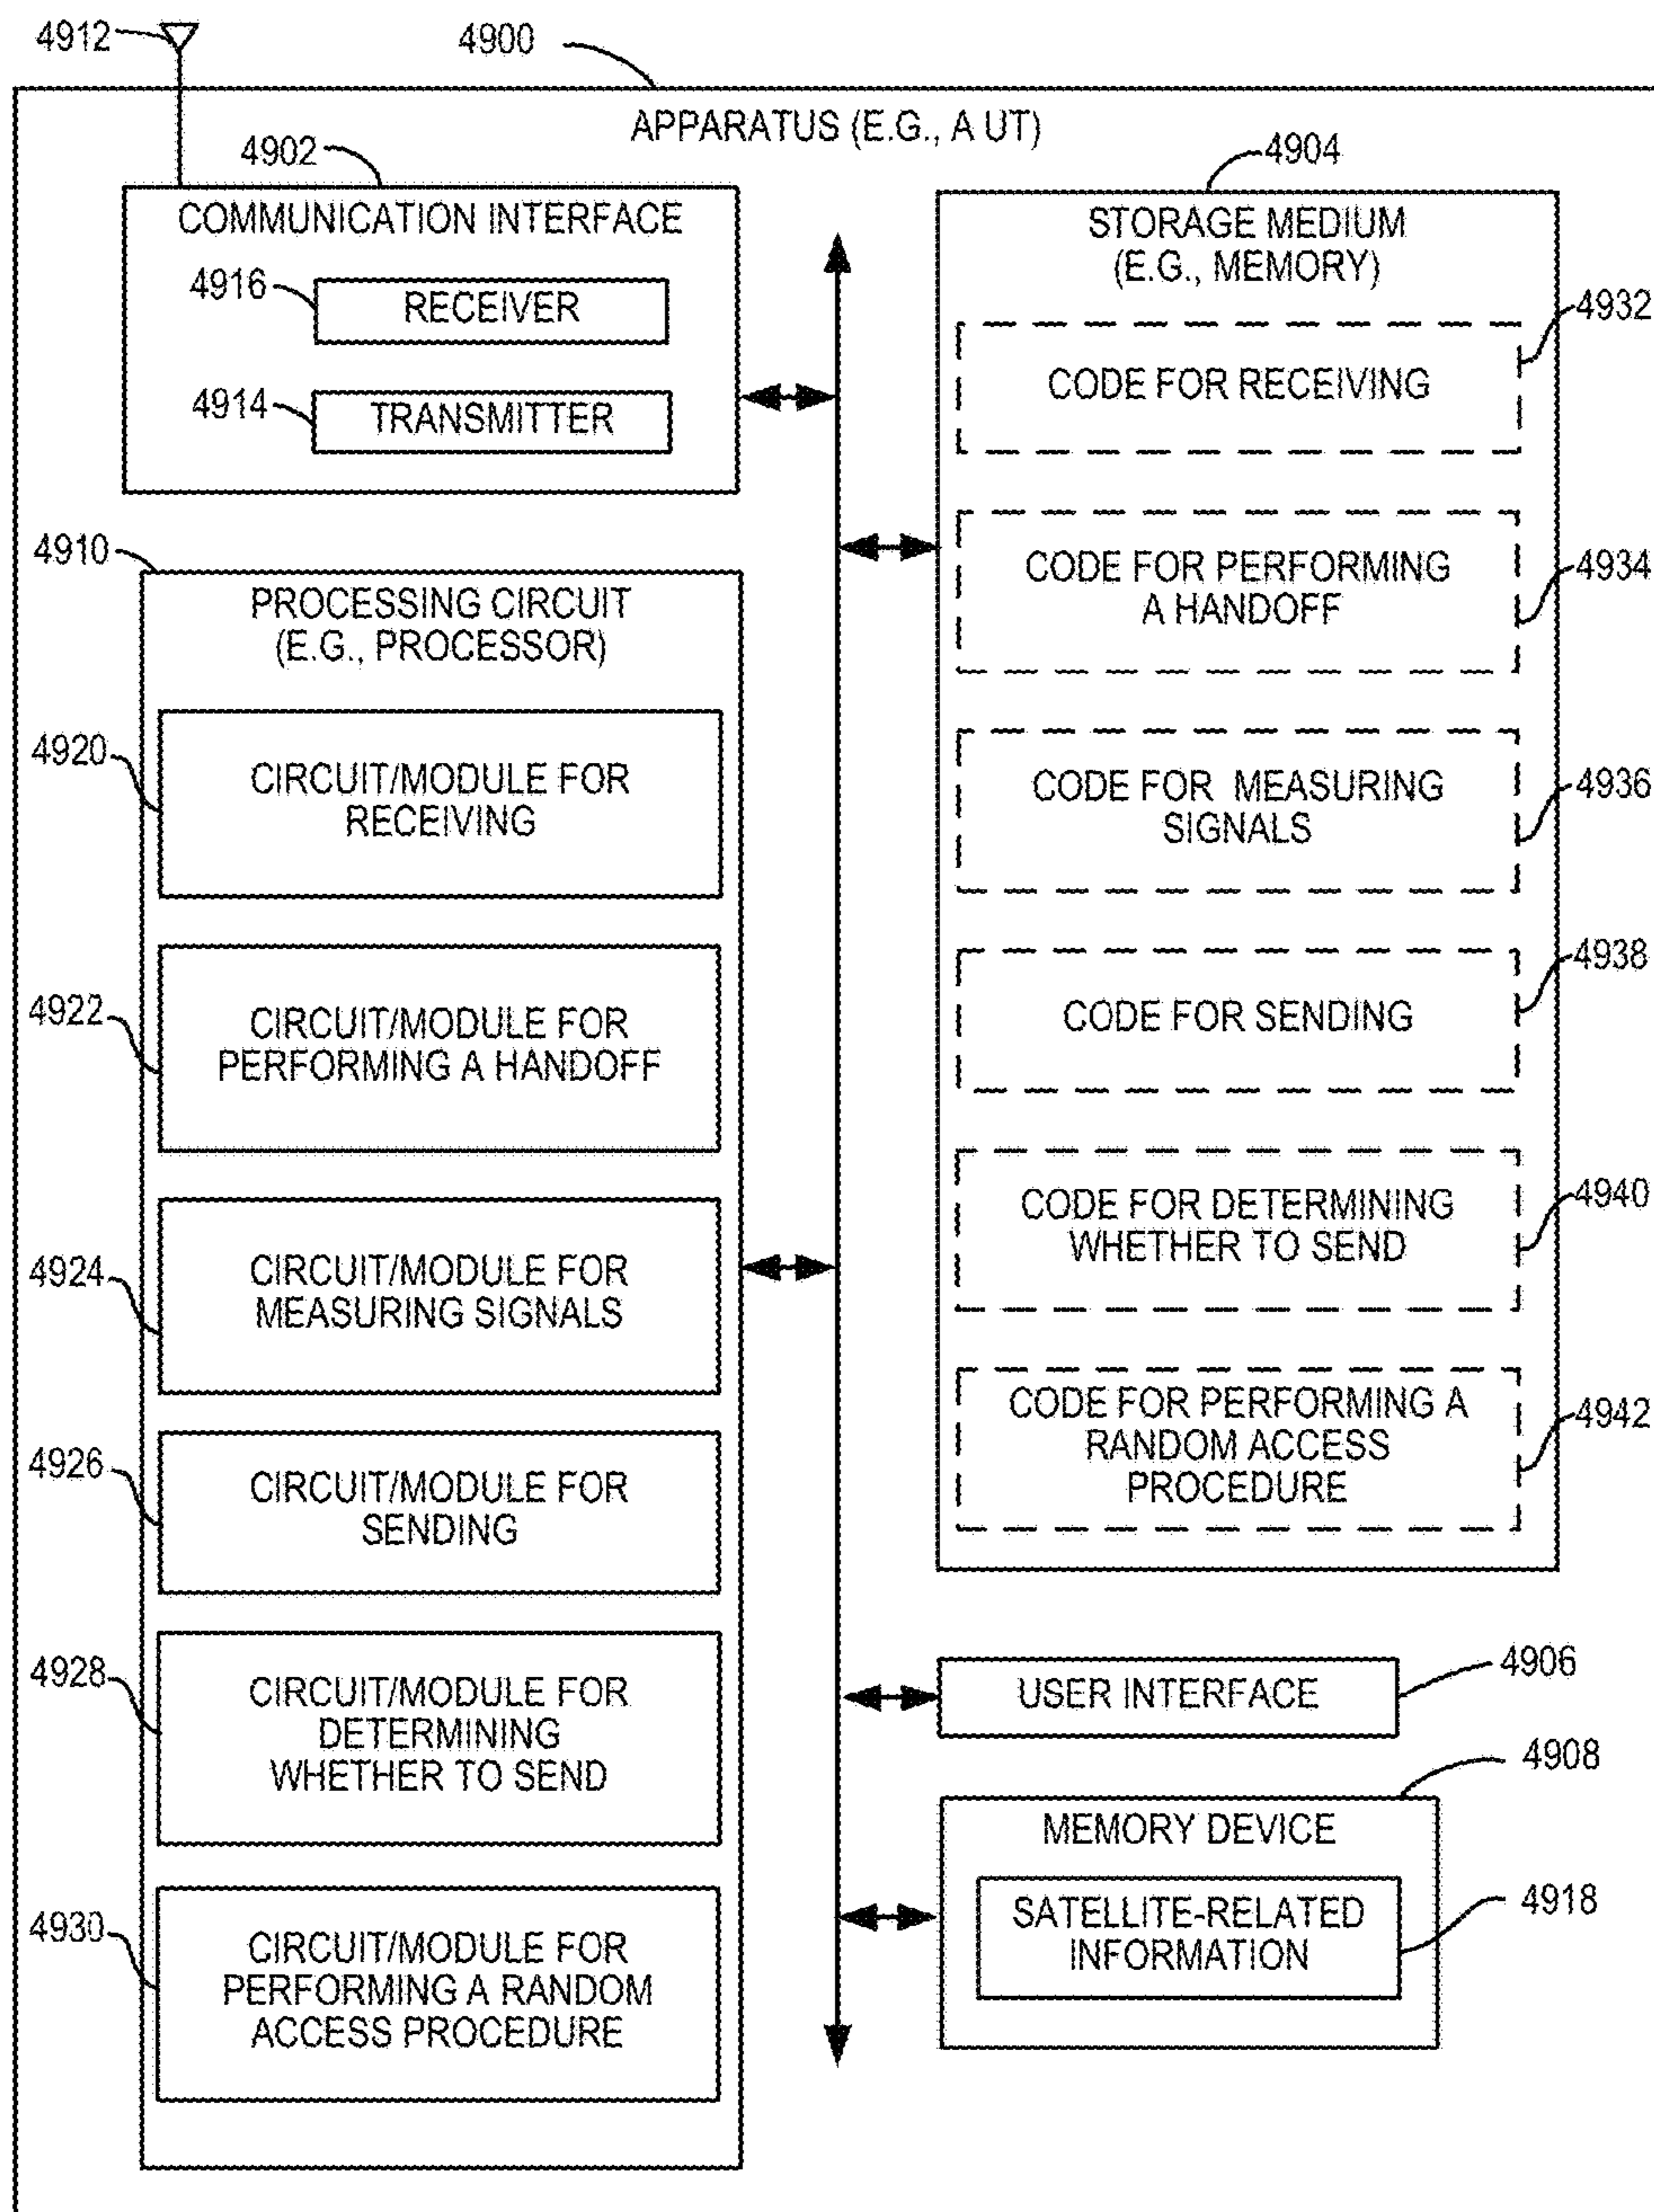 4912
4900
APPARATUS (E.G., A UT)
4902
COMMUNICATION INTERFACE
4916
RECEIVER
4914
TRANSMITTER
4910
PROCESSING CIRCUIT
(E.G., PROCESSOR)
4920
CIRCUIT/MODULE FOR
RECEIVING
4922
CIRCUIT/MODULE FOR
PERFORMING A HANDOFF
4924
CIRCUIT/MODULE FOR
MEASURING SIGNALS
4926
CIRCUIT/MODULE FOR
SENDING
4928
CIRCUIT/MODULE FOR
DETERMINING
WHETHER TO SEND
4930
CIRCUIT/MODULE FOR
PERFORMING A RANDOM
ACCESS PROCEDURE
4904
STORAGE MEDIUM
(E.G., MEMORY)
4932
CODE FOR RECEIVING
CODE FOR PERFORMING
A HANDOFF
4934
CODE FOR MEASURING
SIGNALS
4936
4938
CODE FOR SENDING
CODE FOR DETERMINING
WHETHER TO SEND
4940
CODE FOR PERFORMING A
RANDOM ACCESS
PROCEDURE
4942
4906
USER INTERFACE
4908
MEMORY DEVICE
SATELLITE-RELATED
INFORMATION
4918